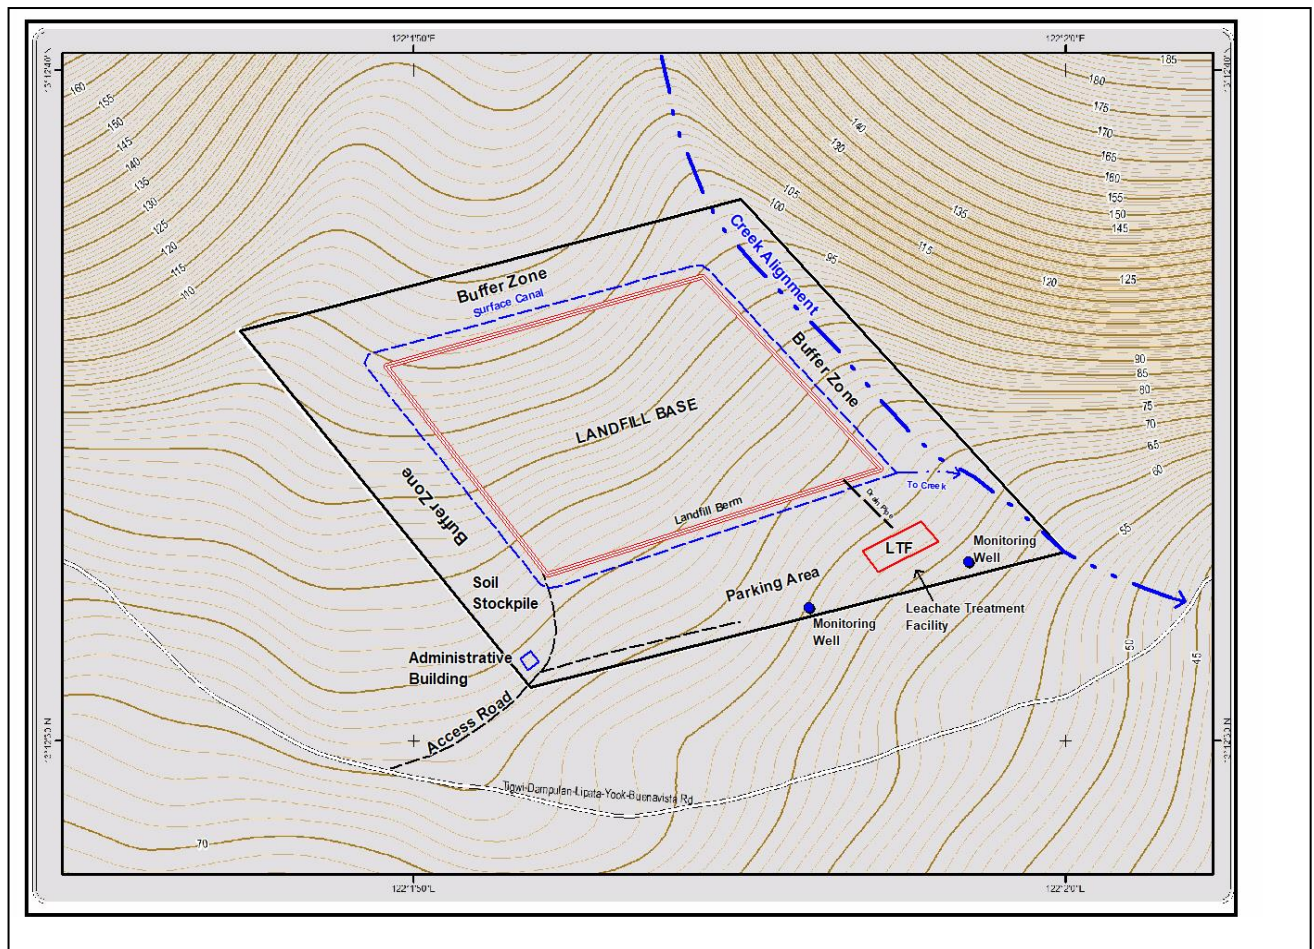 122°1'50"E
122°2'0"E
185
180
175
170
165
160
155
150
145
140
130
135
160
155
150
145
140
135
130
125
120
115
110
105
100
95
115
120
125
Creek Alignment
Buffer Zone
Surface Canal
Buffer Zone
90
85
80
75
70
65
60
55
50
45
LANDFILL BASE
Buffer Zone
Landfill Berm
To Creek
Drain Pipe
LTF
Monitoring
Well
Parking Area
Leachate Treatment
Facility
Monitoring
Well
Soil
Stockpile
Administrative
Building
Access Road
Tigwi-Dampulan-Lipata-Yook-Buenavista Rd
70
122°1'50"E
122°2'0"E